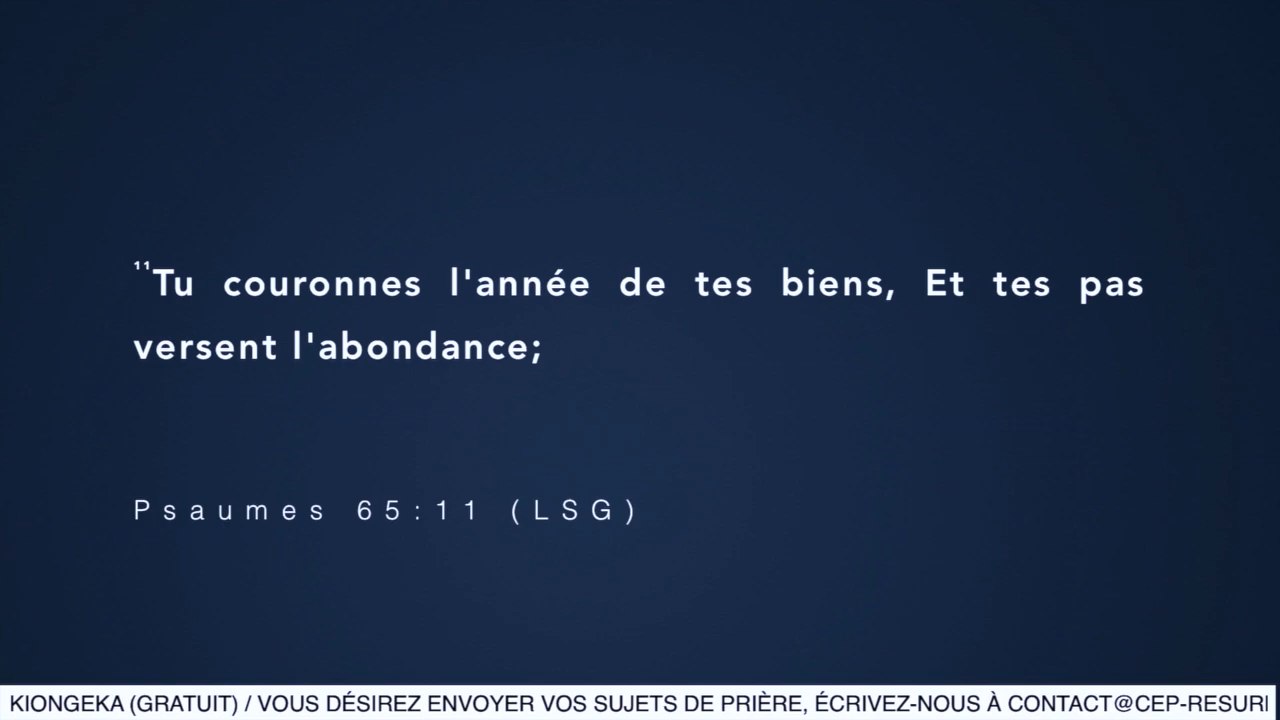 ¹¹Tu couronnes l'année de tes biens, Et tes pas
versent l'abondance;
Psaumes 65:11 (LSG)
KIONGEKA (GRATUIT) / VOUS DÉSIREZ ENVOYER VOS SUJETS DE PRIÈRE, ÉCRIVEZ-NOUS À CONTACT@CEP-RESURI